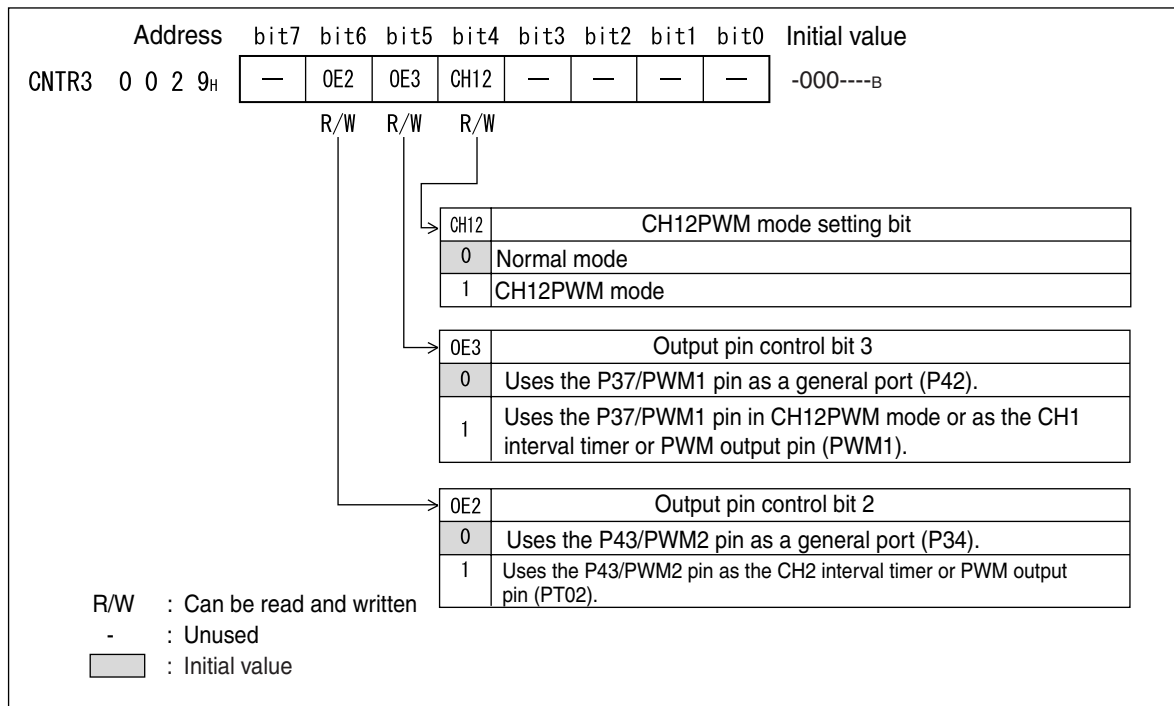 Address bit7 bit6 bit5 bit4 bit3 bit2 bit1 bit0 Initial value
CNTR3 0 0 2 9H — OE2 OE3 CH12 — — — — -000----B
R/W R/W R/W
CH12 CH12PWM mode setting bit
0 Normal mode
1 CH12PWM mode
OE3 Output pin control bit 3
0 Uses the P37/PWM1 pin as a general port (P42).
1 Uses the P37/PWM1 pin in CH12PWM mode or as the CH1
interval timer or PWM output pin (PWM1).
OE2 Output pin control bit 2
0 Uses the P43/PWM2 pin as a general port (P34).
1 Uses the P43/PWM2 pin as the CH2 interval timer or PWM output
pin (PT02).
R/W : Can be read and written
- : Unused
: Initial value